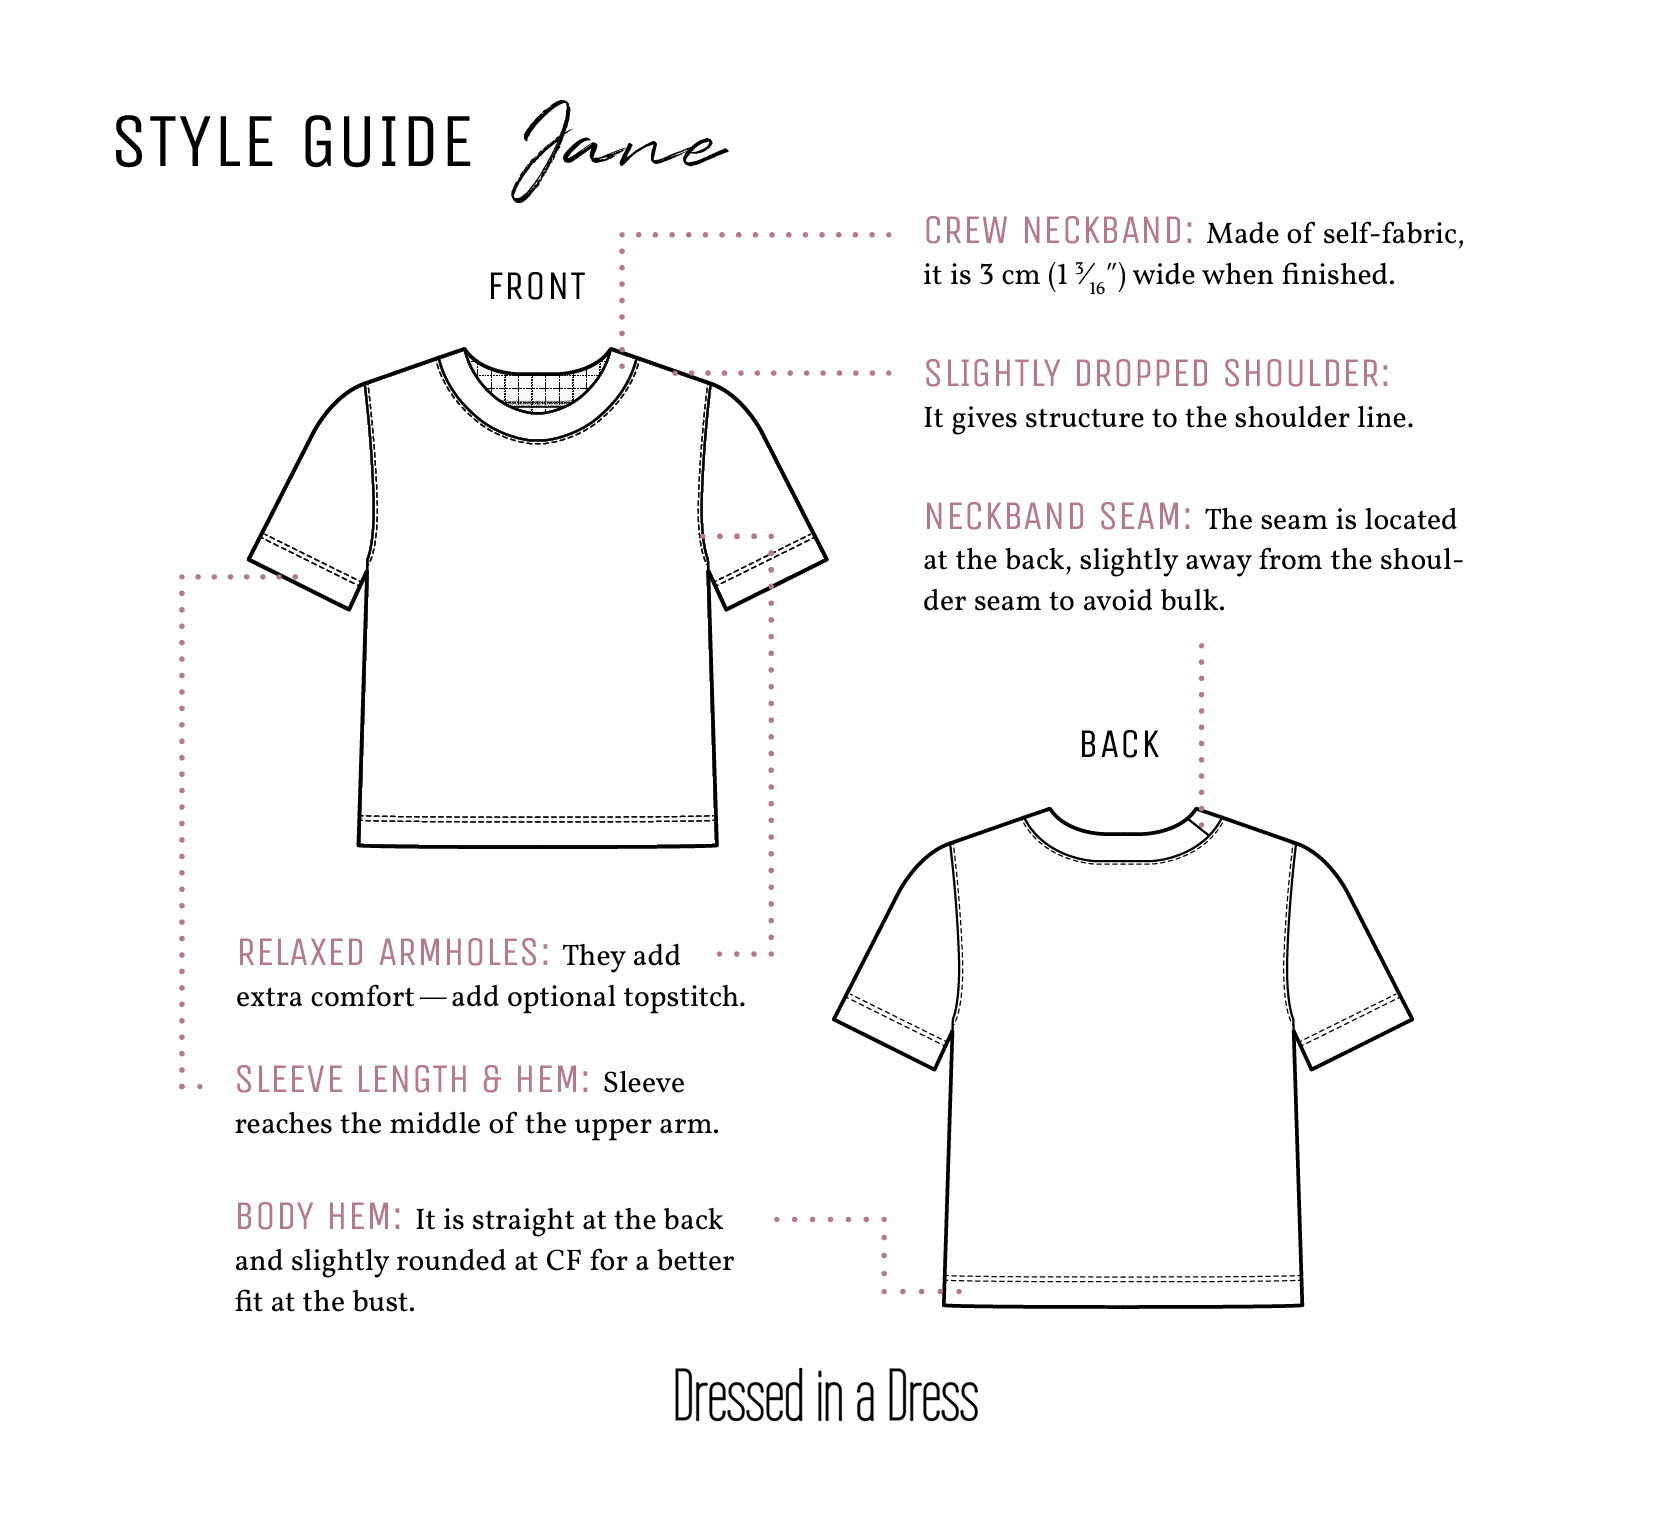 STYLE GUIDE Jane
CREW NECKBAND: Made of self-fabric,
it is 3 cm (1 3⁄16″) wide when finished.
FRONT
SLIGHTLY DROPPED SHOULDER:
It gives structure to the shoulder line.
NECKBAND SEAM: The seam is located
at the back, slightly away from the shoul-
der seam to avoid bulk.
BACK
RELAXED ARMHOLES: They add
extra comfort — add optional topstitch.
SLEEVE LENGTH & HEM: Sleeve
reaches the middle of the upper arm.
BODY HEM: It is straight at the back
and slightly rounded at CF for a better
fit at the bust.
Dressed in a Dress